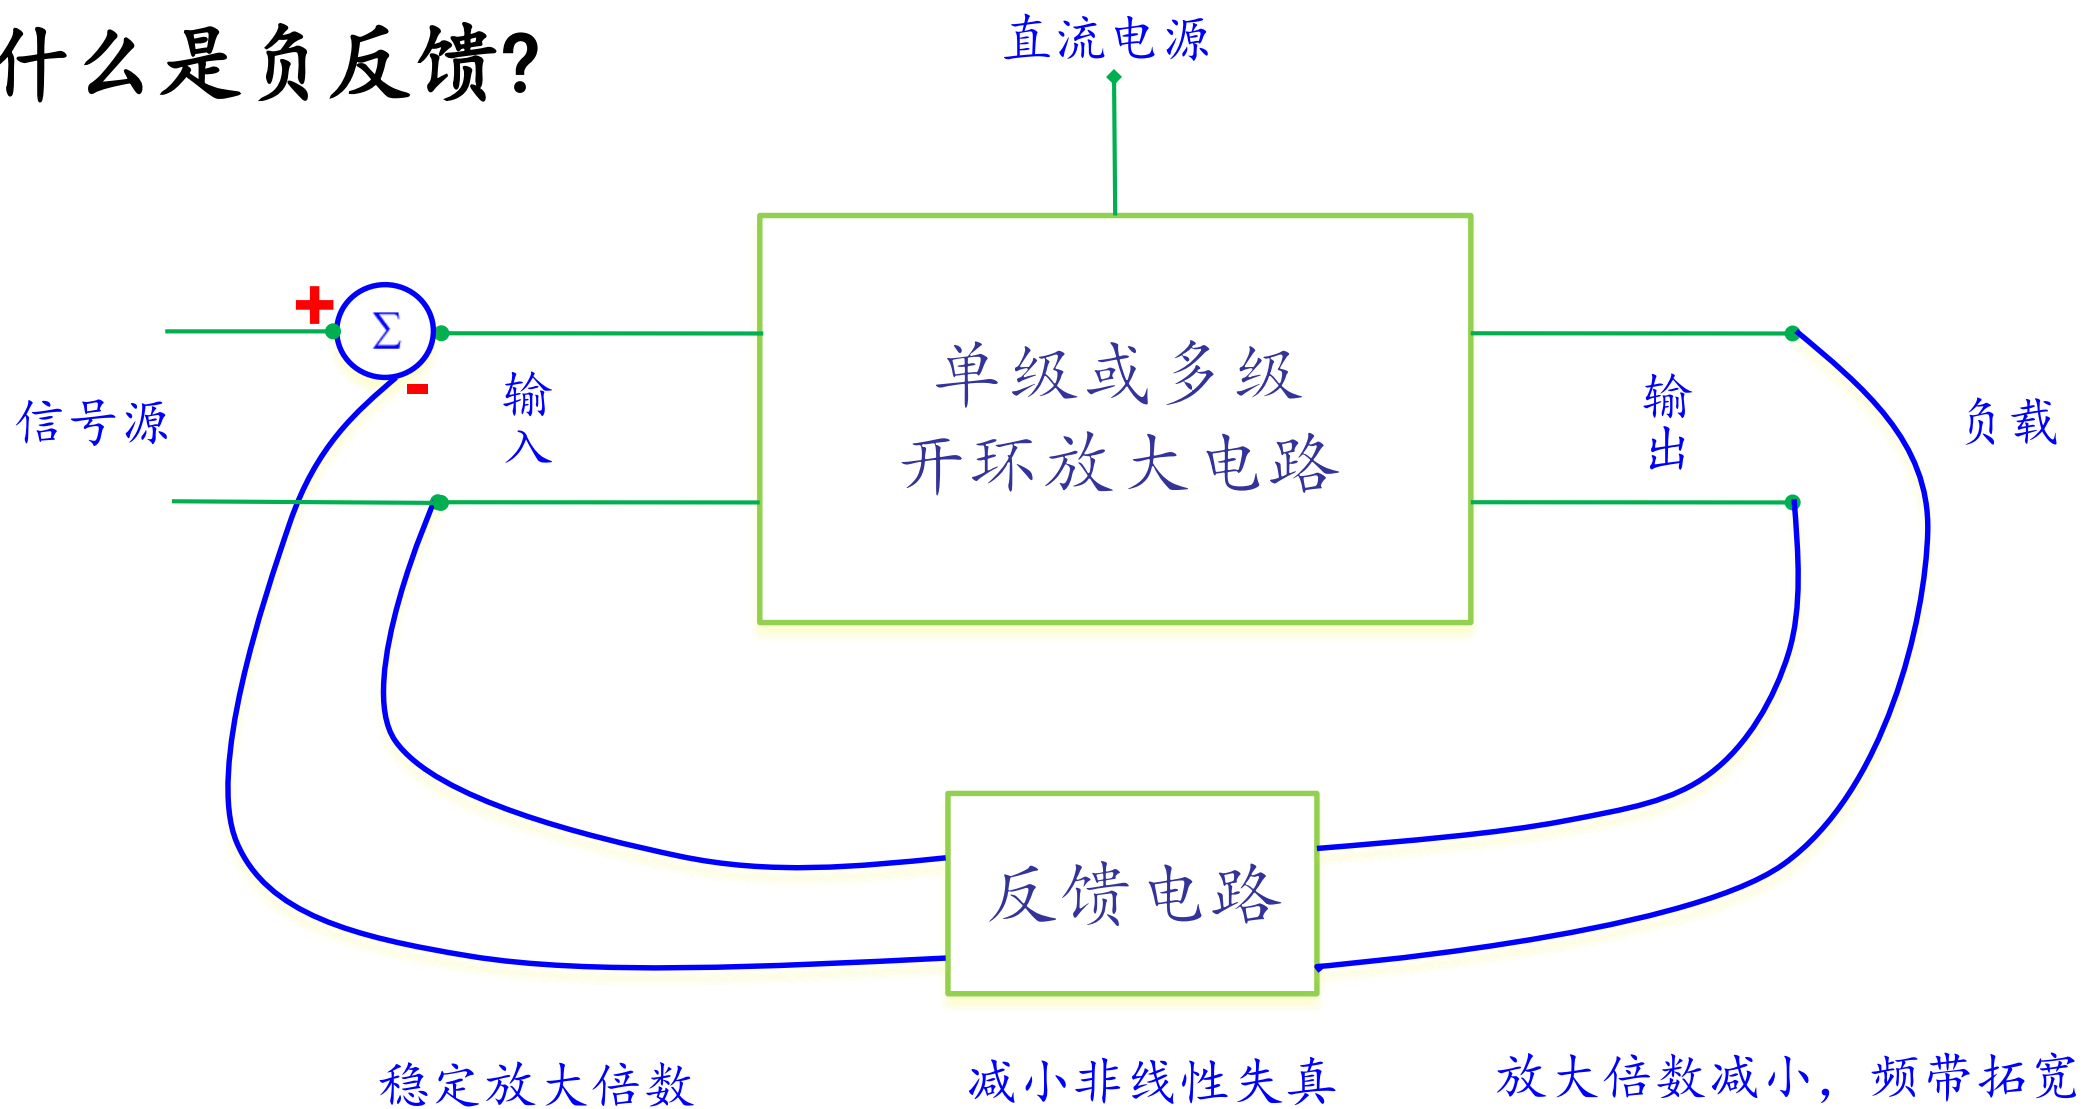 什么是负反馈?
直流电源
+
Σ
-
信号源
输
入
单级或多级
开环放大电路
输
出
负载
反馈电路
稳定放大倍数
减小非线性失真
放大倍数减小，频带拓宽